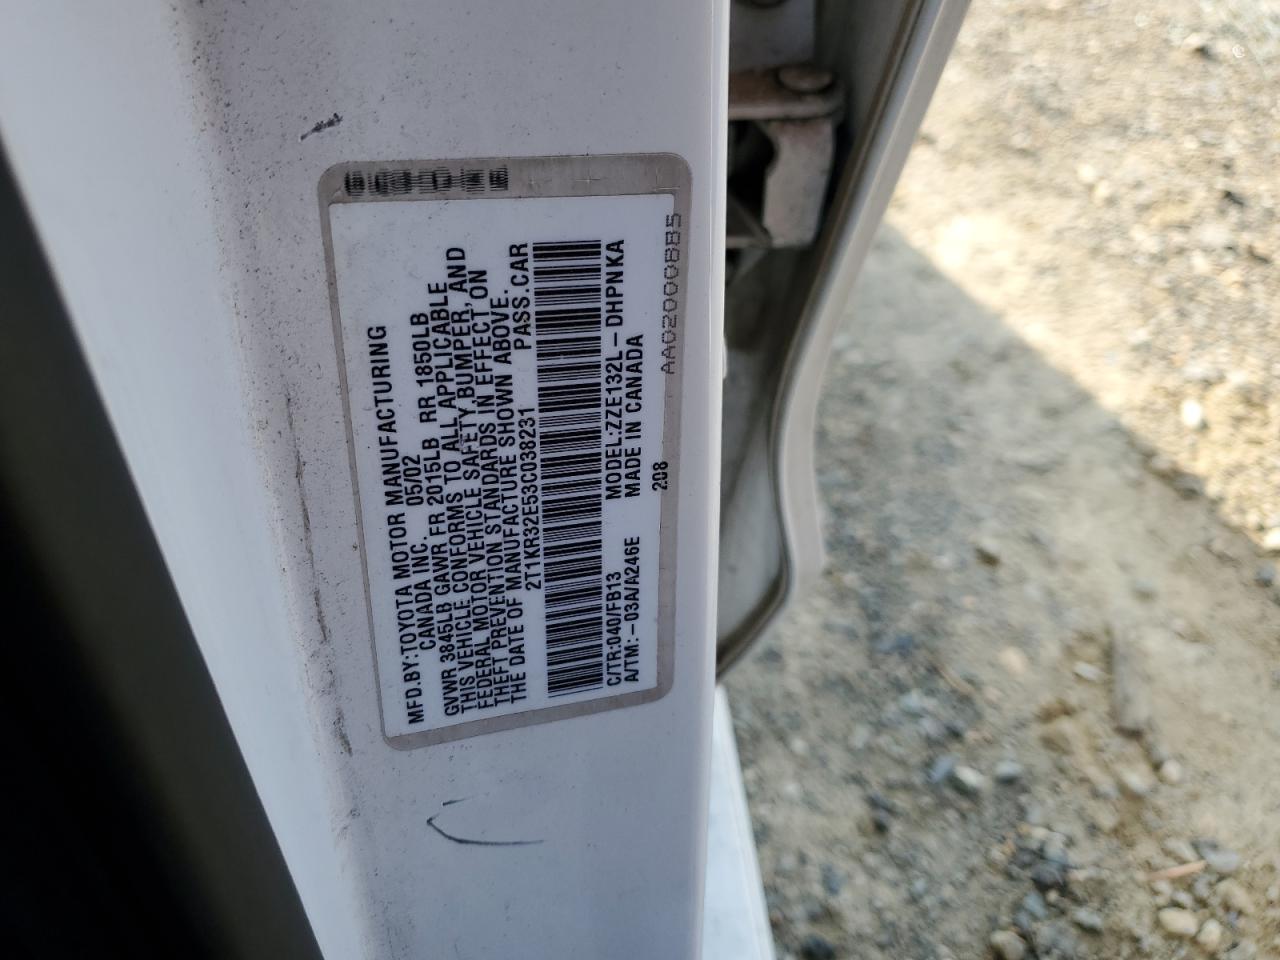 MFD.BY:TOYOTA MOTOR MANUFACTURING
CANADA INC. 05/02
GVWR 3845LB GAWR FR 2015LB RR 1850LB
THIS VEHICLE CONFORMS TO ALL APPLICABLE
FEDERAL MOTOR VEHICLE SAFETY,BUMPER, AND
THEFT PREVENTION STANDARDS IN EFFECT ON
THE DATE OF MANUFACTURE SHOWN ABOVE.
2T1KR32E53C038231 PASS.CAR
C/TR:040/FB13 MODEL:ZZE132L-DHPNKA
A/TM:-03A/A246E MADE IN CANADA
208
AA0200085